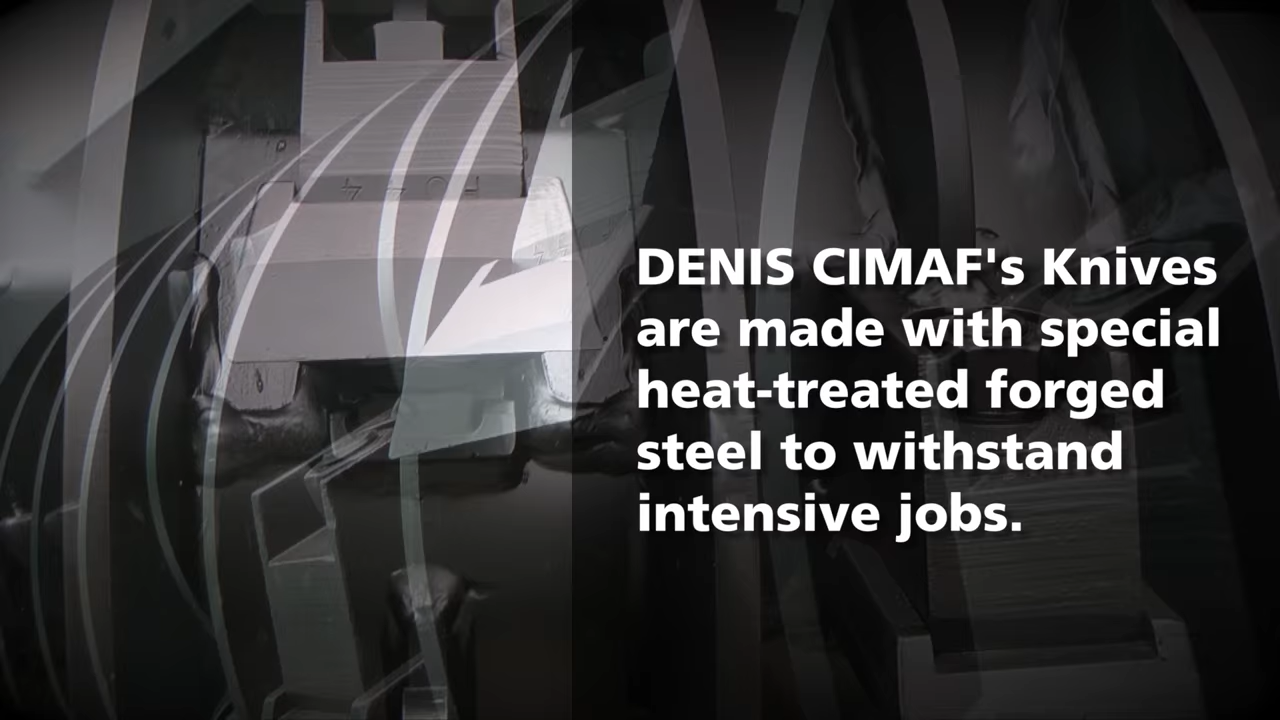 DENIS CIMAF's Knives
are made with special
heat-treated forged
steel to withstand
intensive jobs.